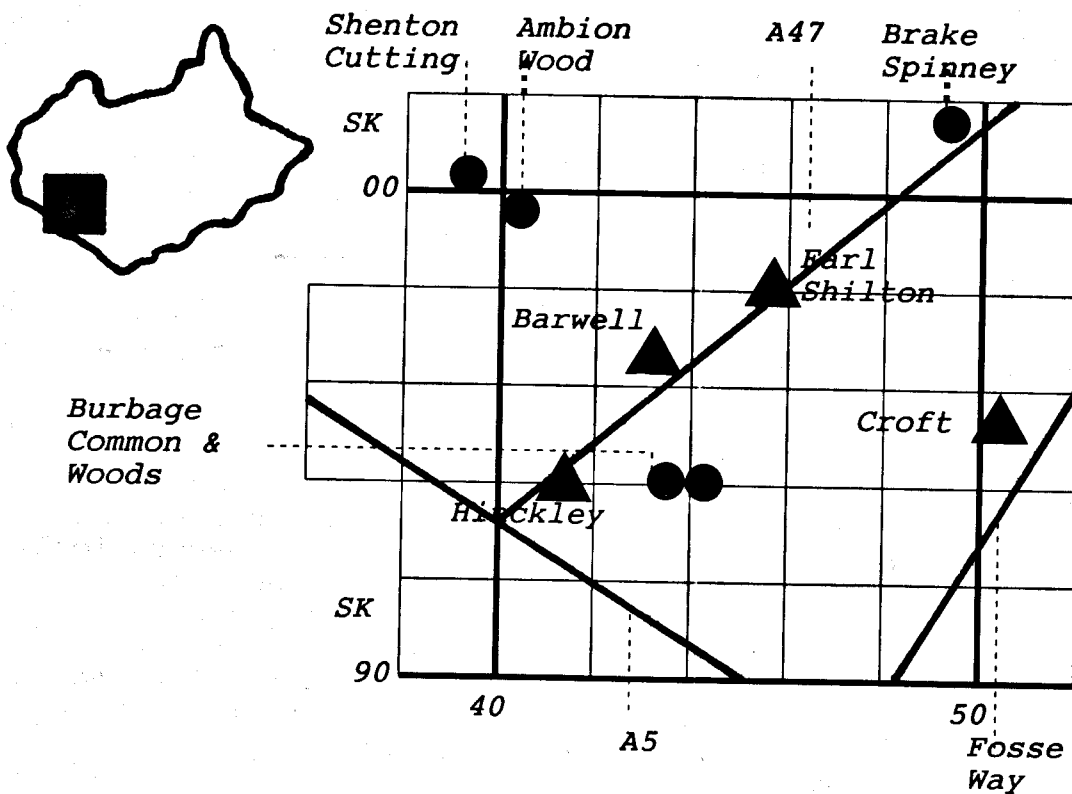 Shenton
Cutting
Ambion
Wood
A47
Brake
Spinney
SK
00
Earl
Shilton
Barwell
Burbage
Common &
Woods
Croft
Hinckley
SK
90
40
50
A5
Fosse
Way